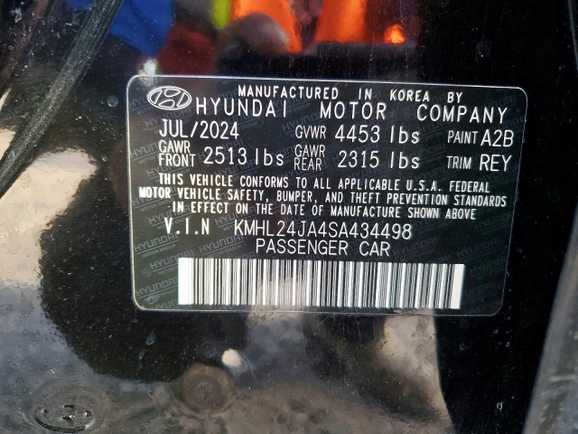 MANUFACTURED IN KOREA BY
HYUNDAI MOTOR COMPANY
JUL/2024 GVWR 4453 lbs PAINT A2B
GAWR FRONT 2513 lbs GAWR REAR 2315 lbs TRIM REY
THIS VEHICLE CONFORMS TO ALL APPLICABLE U.S.A. FEDERAL
MOTOR VEHICLE SAFETY, BUMPER, AND THEFT PREVENTION STANDARDS
IN EFFECT ON THE DATE OF MANUFACTURE SHOWN ABOVE
V.I.N KMHL24JA4SA434498
PASSENGER CAR